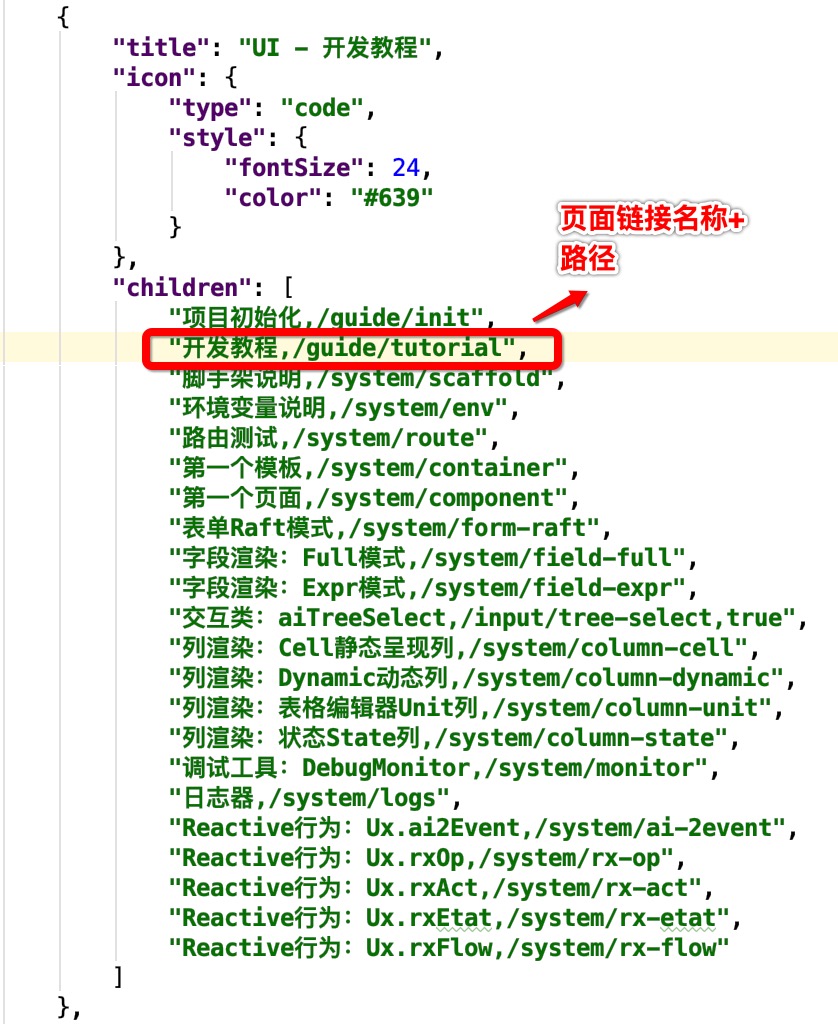 {
"title": "UI - 开发教程",
"icon": {
"type": "code",
"style": {
"fontSize": 24,
"color": "#639"
}
},
页面链接名称+
路径
"children": [
"项目初始化,/guide/init",
"开发教程,/guide/tutorial",
"脚手架说明,/system/scaffold",
"环境变量说明,/system/env",
"路由测试,/system/route",
"第一个模板,/system/container",
"第一个页面,/system/component",
"表单Raft模式,/system/form-raft",
"字段渲染：Full模式,/system/field-full",
"字段渲染：Expr模式,/system/field-expr",
"交互类：aiTreeSelect,/input/tree-select,true",
"列渲染：Cell静态呈现列,/system/column-cell",
"列渲染：Dynamic动态列,/system/column-dynamic",
"列渲染：表格编辑器Unit列,/system/column-unit",
"列渲染：状态State列,/system/column-state",
"调试工具：DebugMonitor,/system/monitor",
"日志器,/system/logs",
"Reactive行为：Ux.ai2Event,/system/ai-2event",
"Reactive行为：Ux.rxOp,/system/rx-op",
"Reactive行为：Ux.rxAct,/system/rx-act",
"Reactive行为：Ux.rxEtat,/system/rx-etat",
"Reactive行为：Ux.rxFlow,/system/rx-flow"
]
},